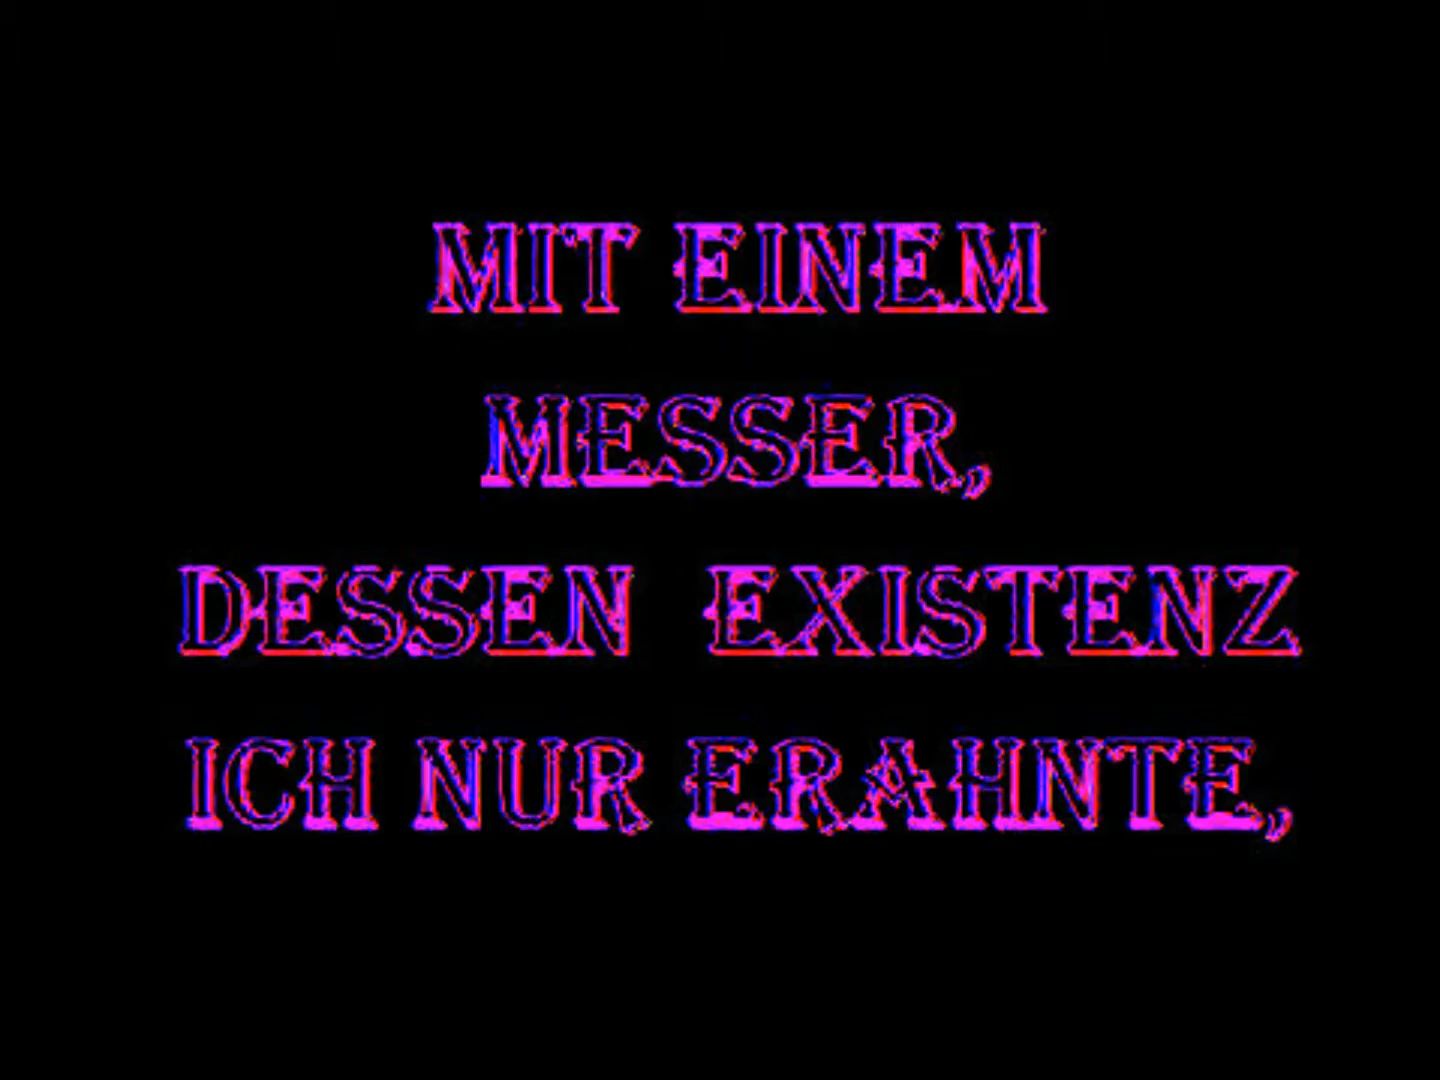 MIT EINEM
MESSER,
DESSEN EXISTENZ
ICH NUR ERAHNTE,